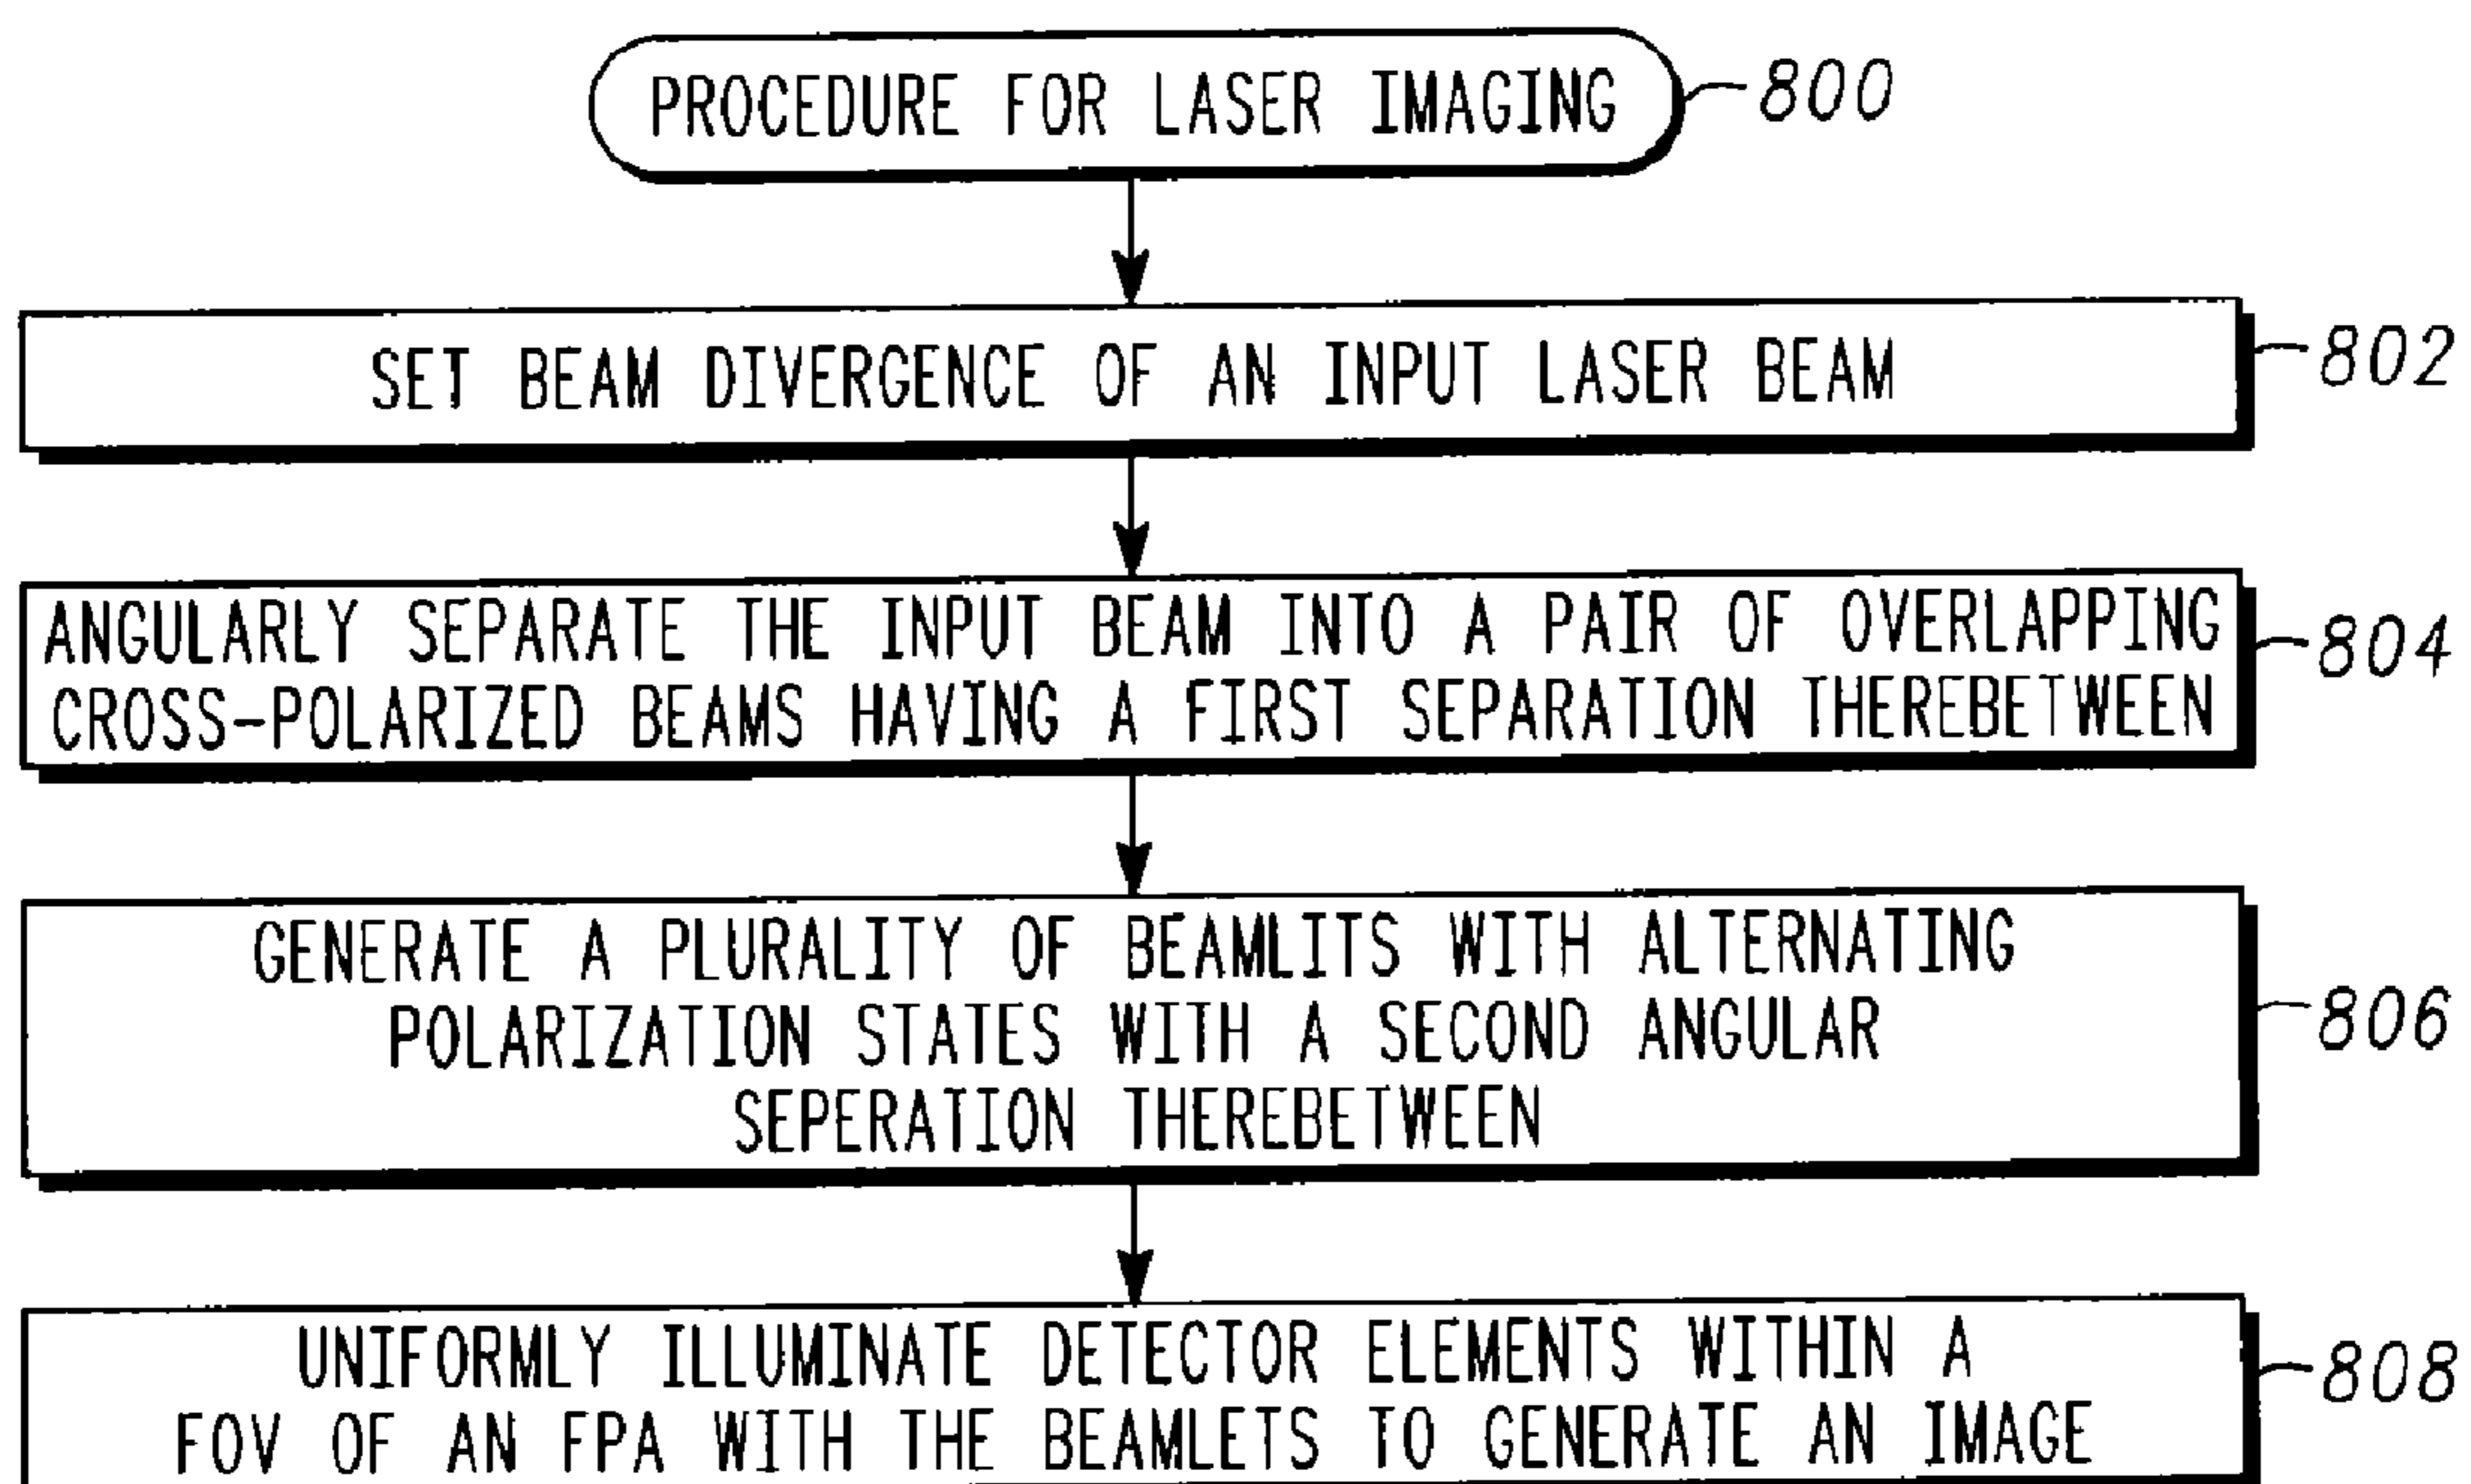 PROCEDURE FOR LASER IMAGING 800
SET BEAM DIVERGENCE OF AN INPUT LASER BEAM 802
ANGULARLY SEPARATE THE INPUT BEAM INTO A PAIR OF OVERLAPPING
CROSS-POLARIZED BEAMS HAVING A FIRST SEPARATION THEREBETWEEN
804
GENERATE A PLURALITY OF BEAMLITS WITH ALTERNATING
POLARIZATION STATES WITH A SECOND ANGULAR
SEPERATION THEREBETWEEN
806
UNIFORMLY ILLUMINATE DETECTOR ELEMENTS WITHIN A
FOV OF AN FPA WITH THE BEAMLETS TO GENERATE AN IMAGE
808